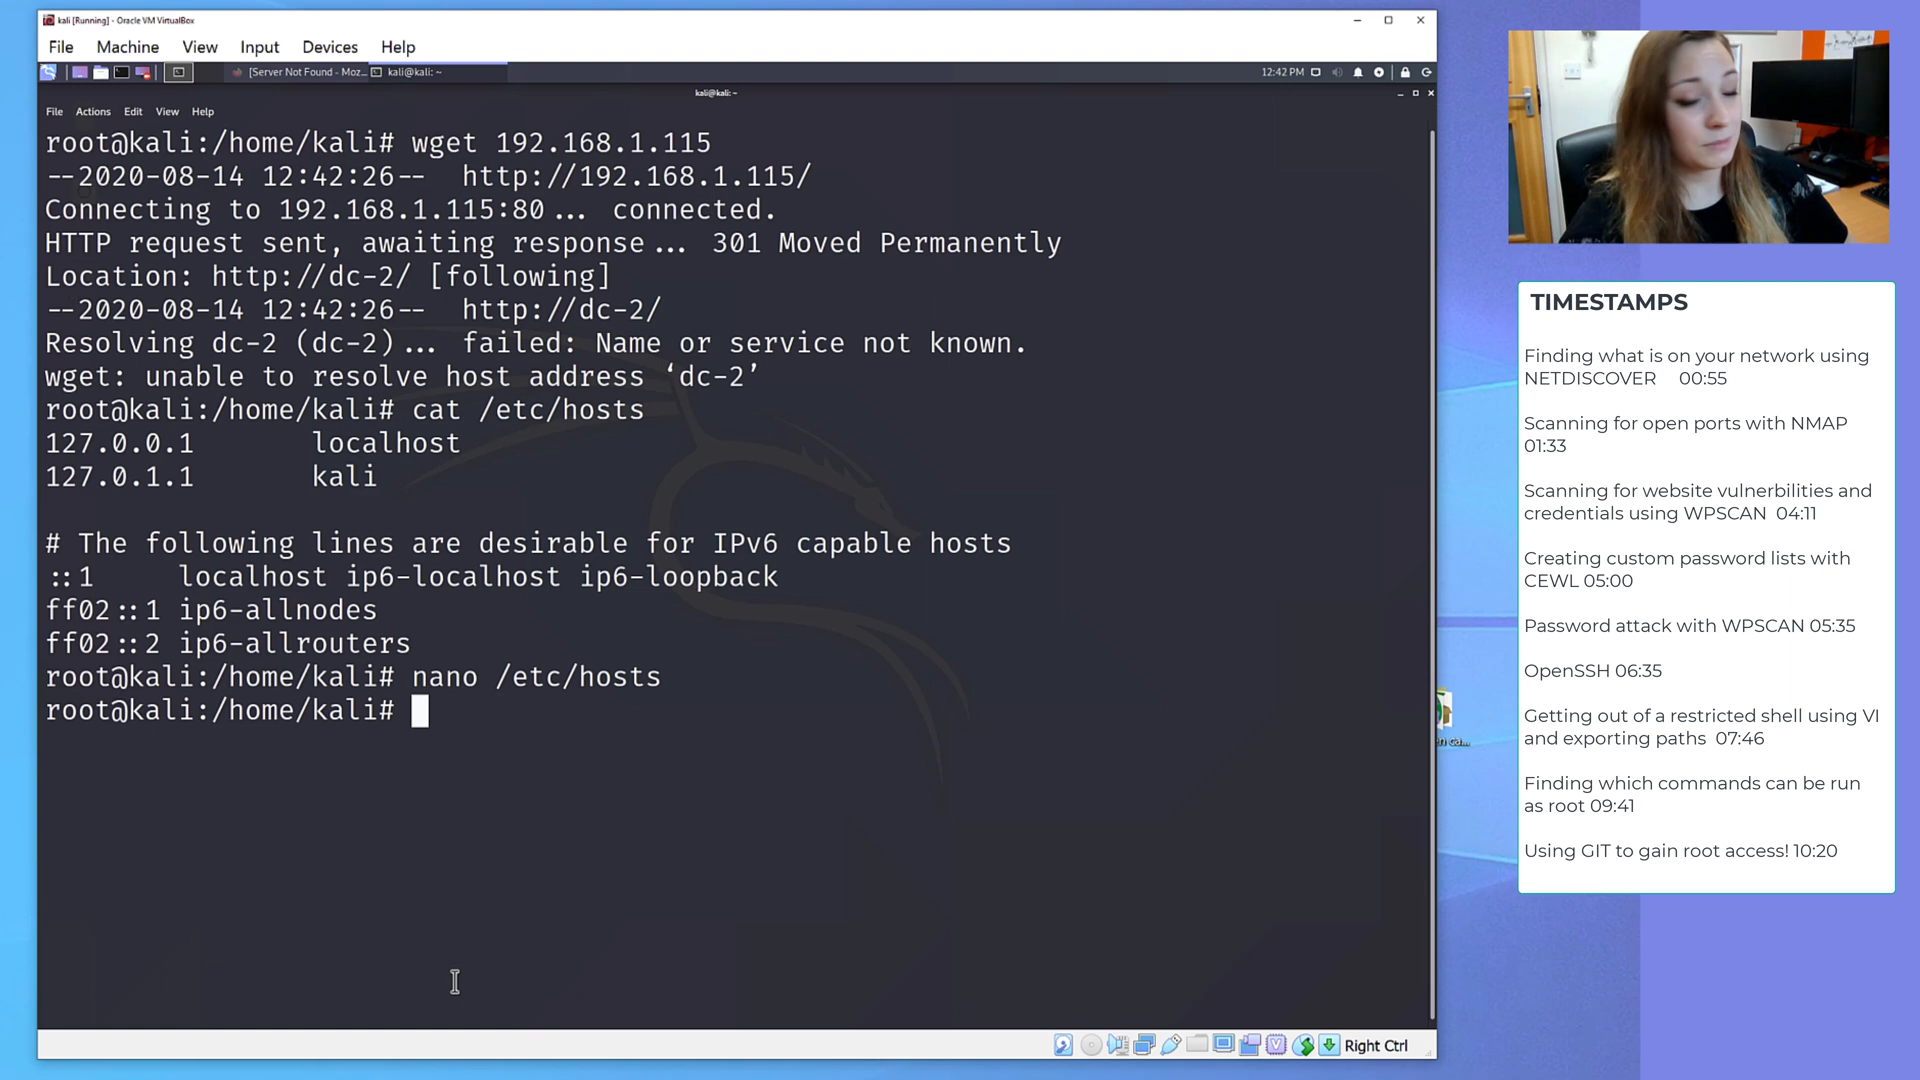 kali [Running] - Oracle VM VirtualBox
File Machine View Input Devices Help
[Server Not Found - Moz... kali@kali: ~ 12:42 PM
kali@kali: ~
File Actions Edit View Help
root@kali:/home/kali# wget 192.168.1.115
--2020-08-14 12:42:26-- http://192.168.1.115/
Connecting to 192.168.1.115:80... connected.
HTTP request sent, awaiting response... 301 Moved Permanently
Location: http://dc-2/ [following]
--2020-08-14 12:42:26-- http://dc-2/
Resolving dc-2 (dc-2)... failed: Name or service not known.
wget: unable to resolve host address ‘dc-2’
root@kali:/home/kali# cat /etc/hosts
127.0.0.1 localhost
127.0.1.1 kali
# The following lines are desirable for IPv6 capable hosts
::1 localhost ip6-localhost ip6-loopback
ff02::1 ip6-allnodes
ff02::2 ip6-allrouters
root@kali:/home/kali# nano /etc/hosts
root@kali:/home/kali#
Right Ctrl
TIMESTAMPS
Finding what is on your network using
NETDISCOVER 00:55
Scanning for open ports with NMAP
01:33
Scanning for website vulnerbilities and
credentials using WPSCAN 04:11
Creating custom password lists with
CEWL 05:00
Password attack with WPSCAN 05:35
OpenSSH 06:35
Getting out of a restricted shell using VI
and exporting paths 07:46
Finding which commands can be run
as root 09:41
Using GIT to gain root access! 10:20